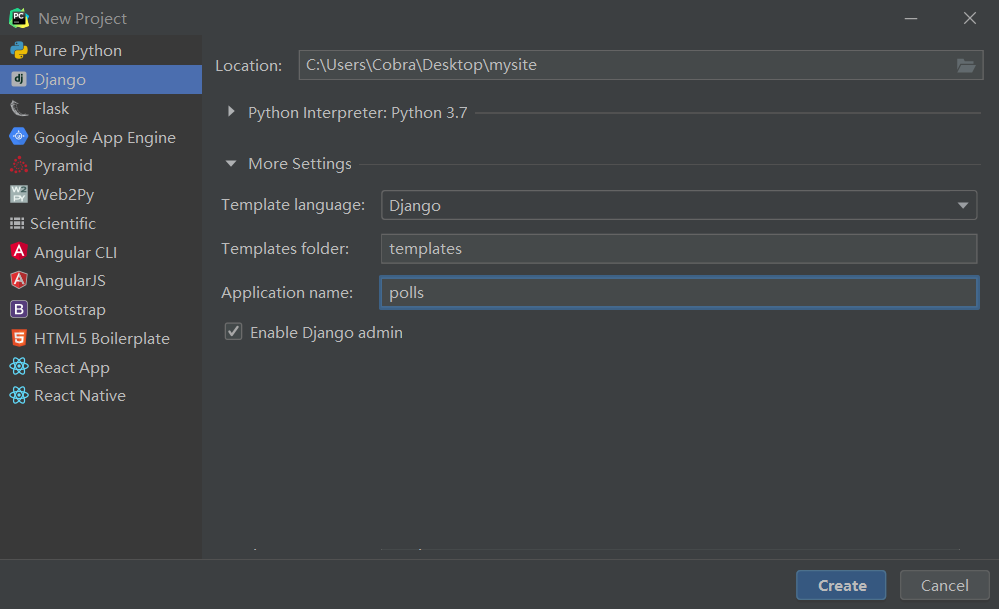 New Project
Pure Python
Django
Flask
Google App Engine
Pyramid
Web2Py
Scientific
Angular CLI
AngularJS
Bootstrap
HTML5 Boilerplate
React App
React Native
Location: C:\Users\Cobra\Desktop\mysite
Python Interpreter: Python 3.7
More Settings
Template language: Django
Templates folder: templates
Application name: polls
Enable Django admin
Create Cancel